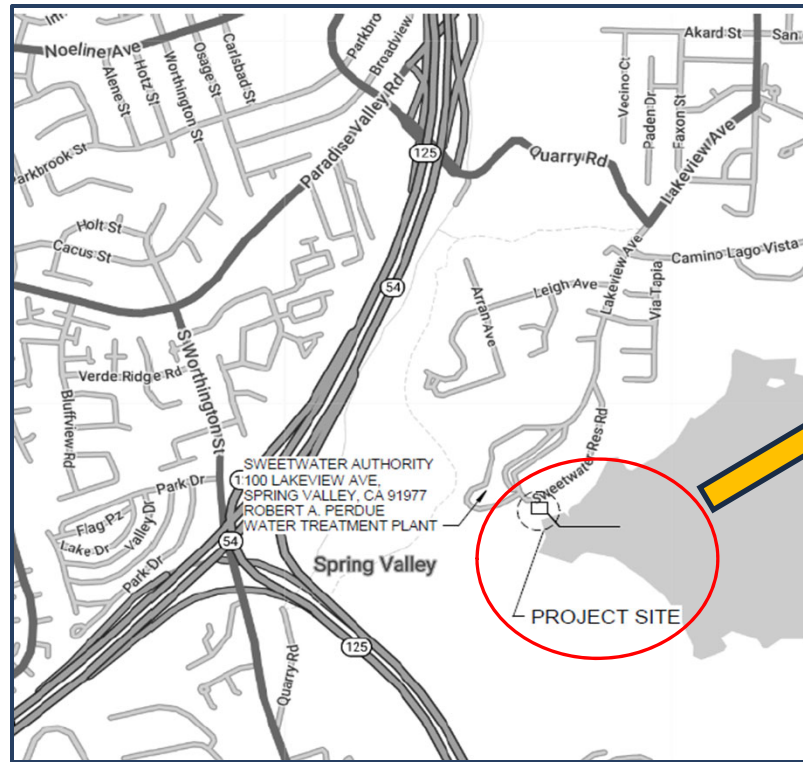 Akard St
San
Noeline Ave
Alene St
Hotz St
Worthington St
Osage St
Carlsbad St
Parkbro
Broadview
Vecino Ct
Paden Dr
Faxon St
Lakeview Ave
Paradise Valley Rd
125
Quarry Rd
Parkbrook St
Holt St
Cacus St
Lakeview Ave
Camino Lago Vista
54
Leigh Ave
Arran Ave
Via Tapia
S Worthington St
Verde Ridge Rd
Bluffview Rd
SWEETWATER AUTHORITY
1100 LAKEVIEW AVE,
SPRING VALLEY, CA 91977
ROBERT A. PERDUE
WATER TREATMENT PLANT
Sweetwater Res Rd
Park Dr
Flag Pz
Valley Dr
Lake Dr
54
Park Dr
Spring Valley
PROJECT SITE
125
Quarry Rd